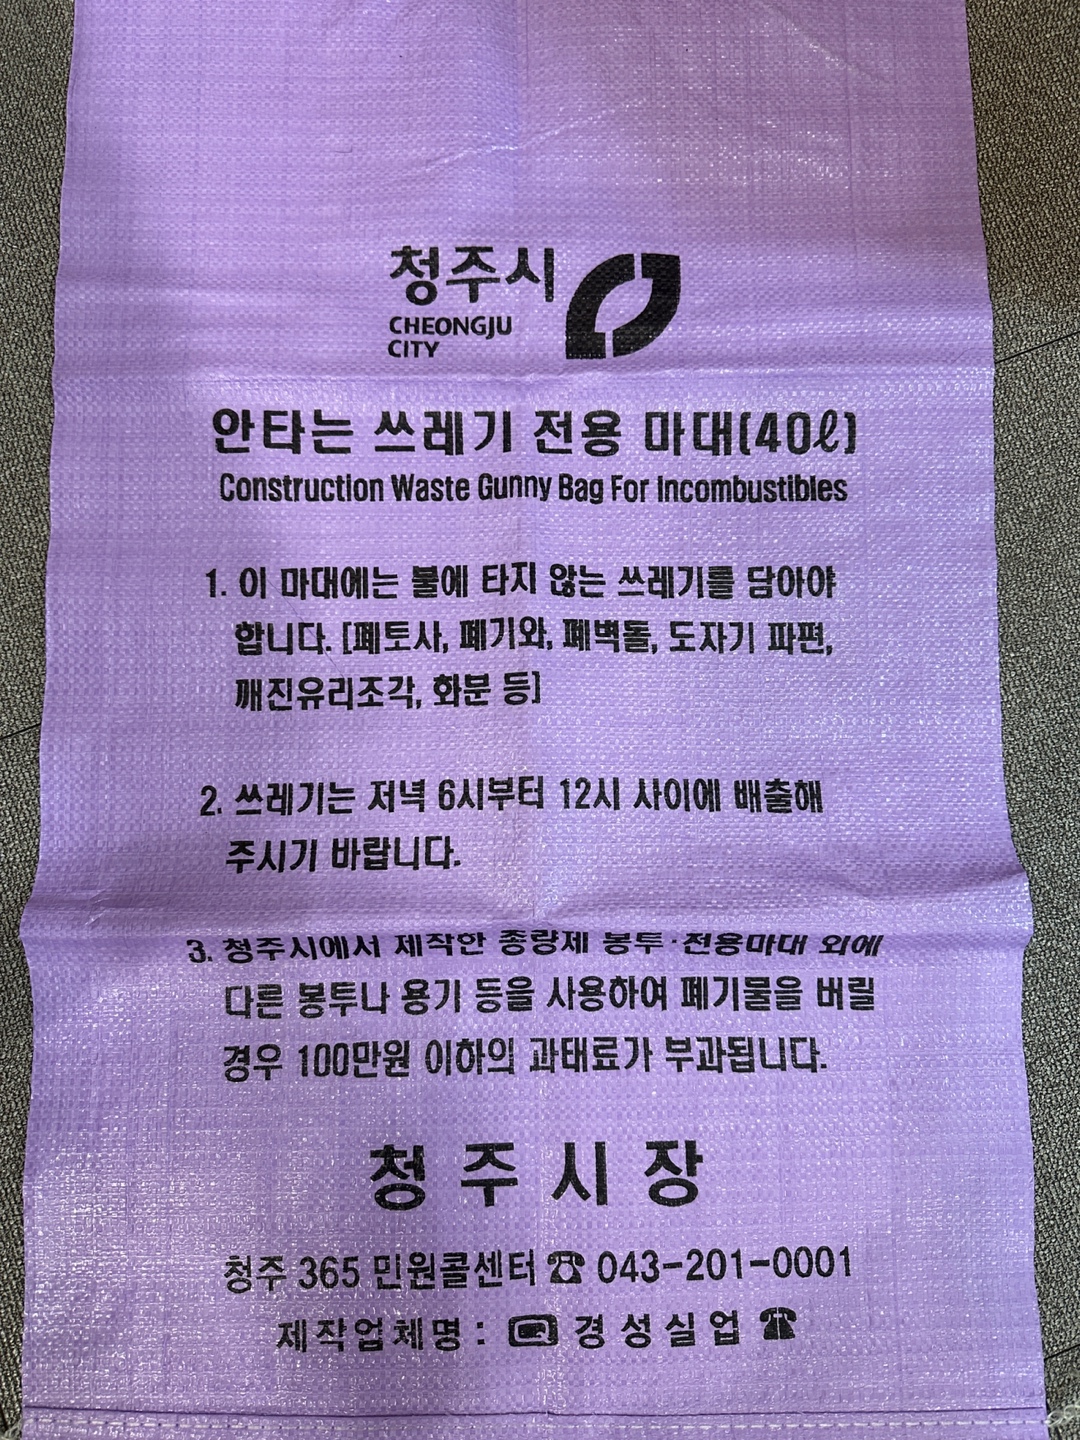 청주시
CHEONGJU
CITY
안타는 쓰레기 전용 마대(40ℓ)
Construction Waste Gunny Bag For Incombustibles
1. 이 마대에는 불에 타지 않는 쓰레기를 담아야
합니다. [폐토사, 폐기와, 폐벽돌, 도자기 파편,
깨진유리조각, 화분 등]
2. 쓰레기는 저녁 6시부터 12시 사이에 배출해
주시기 바랍니다.
3. 청주시에서 제작한 종량제 봉투·전용마대 외에
다른 봉투나 용기 등을 사용하여 폐기물을 버릴
경우 100만원 이하의 과태료가 부과됩니다.
청주시장
청주 365 민원콜센터 ☎ 043-201-0001
제작업체명 : 경성실업 ☎